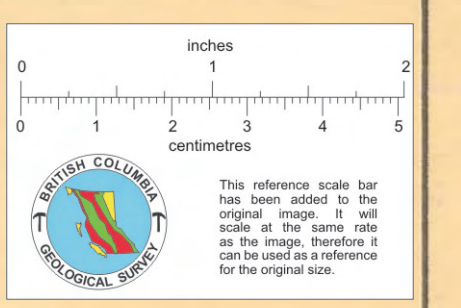 inches
0 1 2
0 1 2 3 4 5
centimetres
BRITISH COLUMBIA
GEOLOGICAL SURVEY
This reference scale bar
has been added to the
original image. It will
scale at the same rate
as the image, therefore it
can be used as a reference
for the original size.